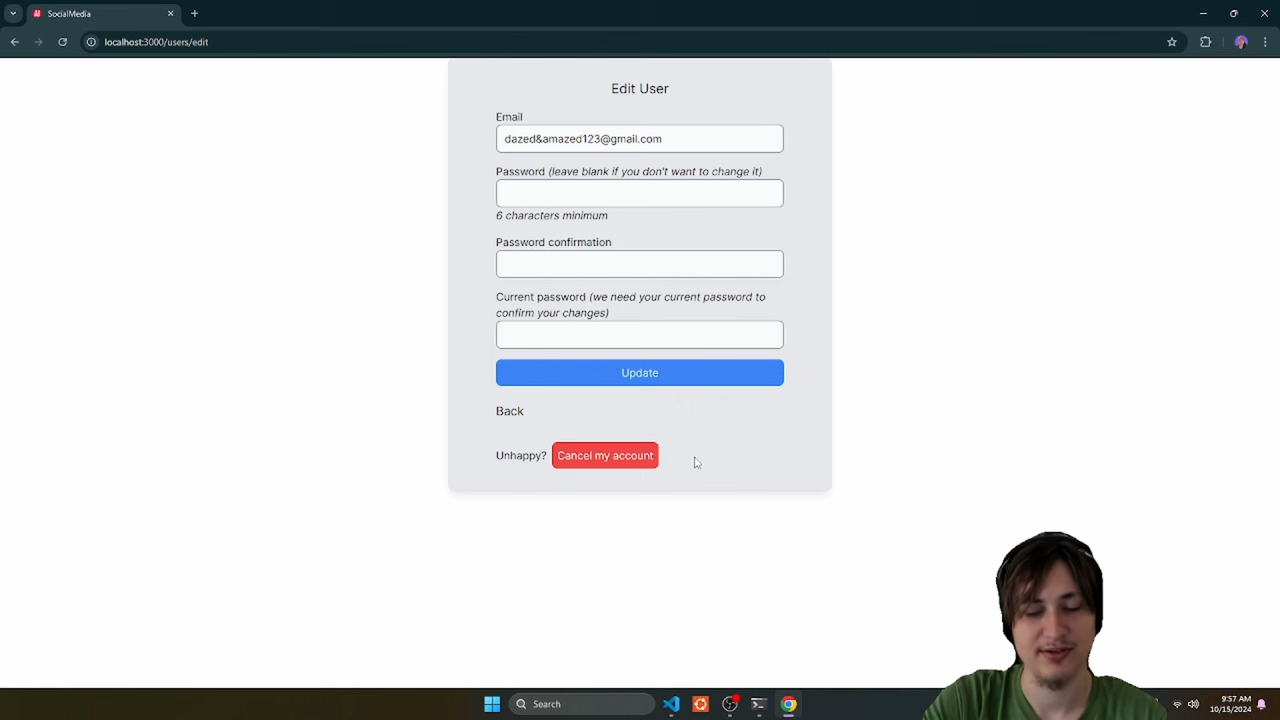 SocialMedia
localhost:3000/users/edit
Edit User
Email
dazed&amazed123@gmail.com
Password (leave blank if you don't want to change it)
6 characters minimum
Password confirmation
Current password (we need your current password to
confirm your changes)
Update
Back
Unhappy? Cancel my account
Search
9:57 AM
10/15/2024